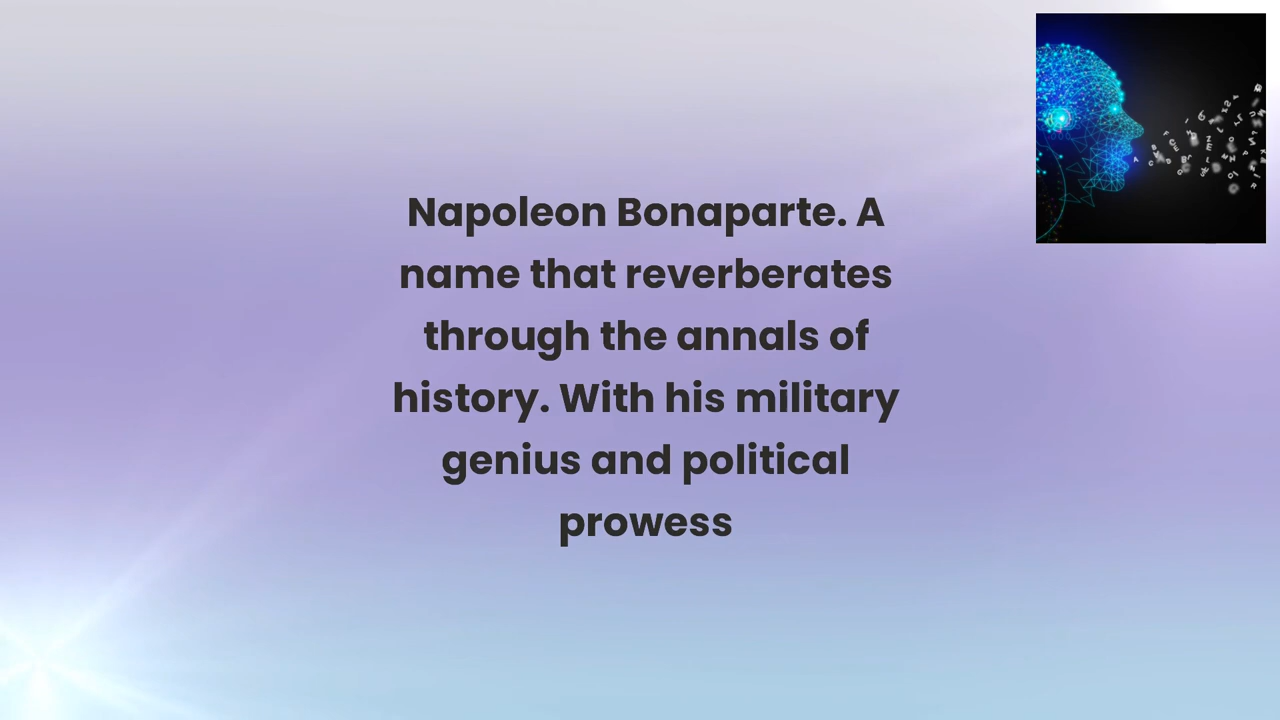 Napoleon Bonaparte. A
name that reverberates
through the annals of
history. With his military
genius and political
prowess